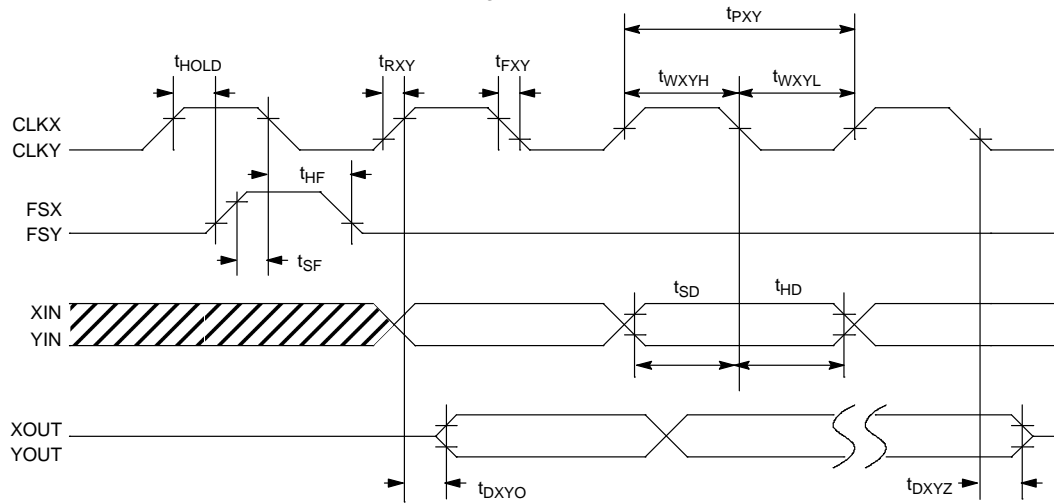 tPXY
tHOLD
tRXY
tFXY
tWXYH
tWXYL
CLKX
CLKY
tHF
FSX
FSY
tSF
tSD
tHD
XIN
YIN
XOUT
YOUT
tDXYO
tDXYZ